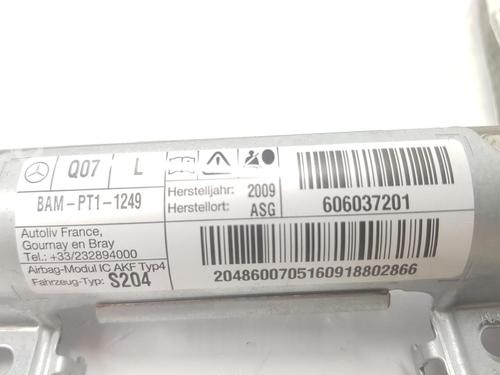 Q07 L
BAM-PT1-1249
Herstelljahr: 2009
Herstellort: ASG
606037201
Autoliv France,
Gournay en Bray
Tel.: +33/232894000
Airbag-Modul IC AKF Typ4
Fahrzeug-Typ: S204
2048600705160918802866